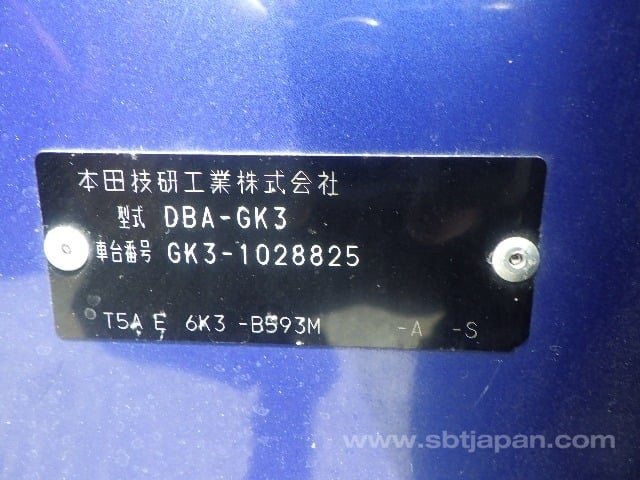 本田技研工業株式会社
型式 DBA-GK3
車台番号 GK3-1028825
T5A E 6K3 -B593M -A -S
www.sbtjapan.com